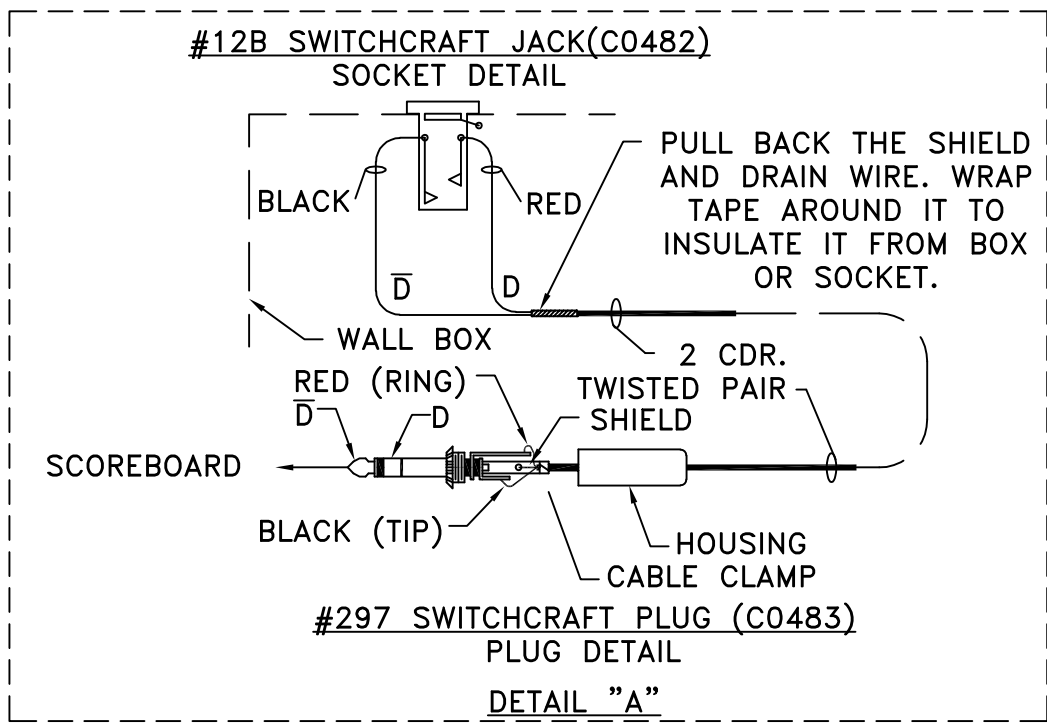 #12B SWITCHCRAFT JACK(C0482)
SOCKET DETAIL
PULL BACK THE SHIELD
AND DRAIN WIRE. WRAP
TAPE AROUND IT TO
INSULATE IT FROM BOX
OR SOCKET.
BLACK
RED
D̅
D
WALL BOX
2 CDR.
TWISTED PAIR
RED (RING)
SHIELD
D̅
D
SCOREBOARD
BLACK (TIP)
HOUSING
CABLE CLAMP
#297 SWITCHCRAFT PLUG (C0483)
PLUG DETAIL
DETAIL "A"